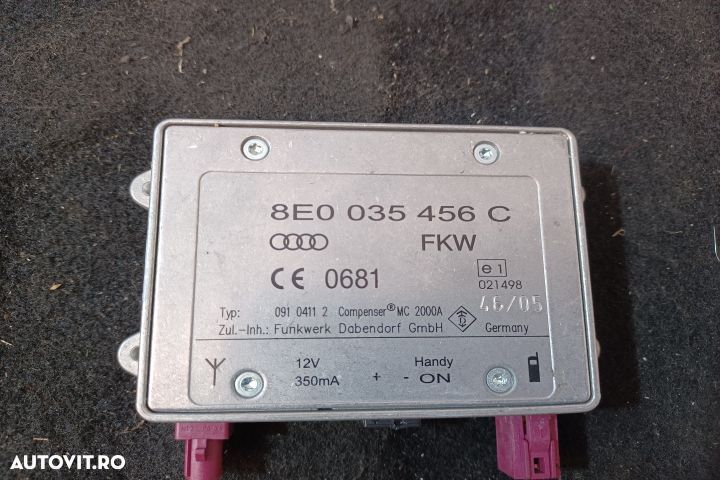 8E0 035 456 C
FKW
CE 0681
e1
021498
46/05
Typ: 091 0411 2 Compenser® MC 2000A
Zul.-Inh.: Funkwerk Dabendorf GmbH Germany
12V Handy
350mA + - ON
AUTOVIT.RO